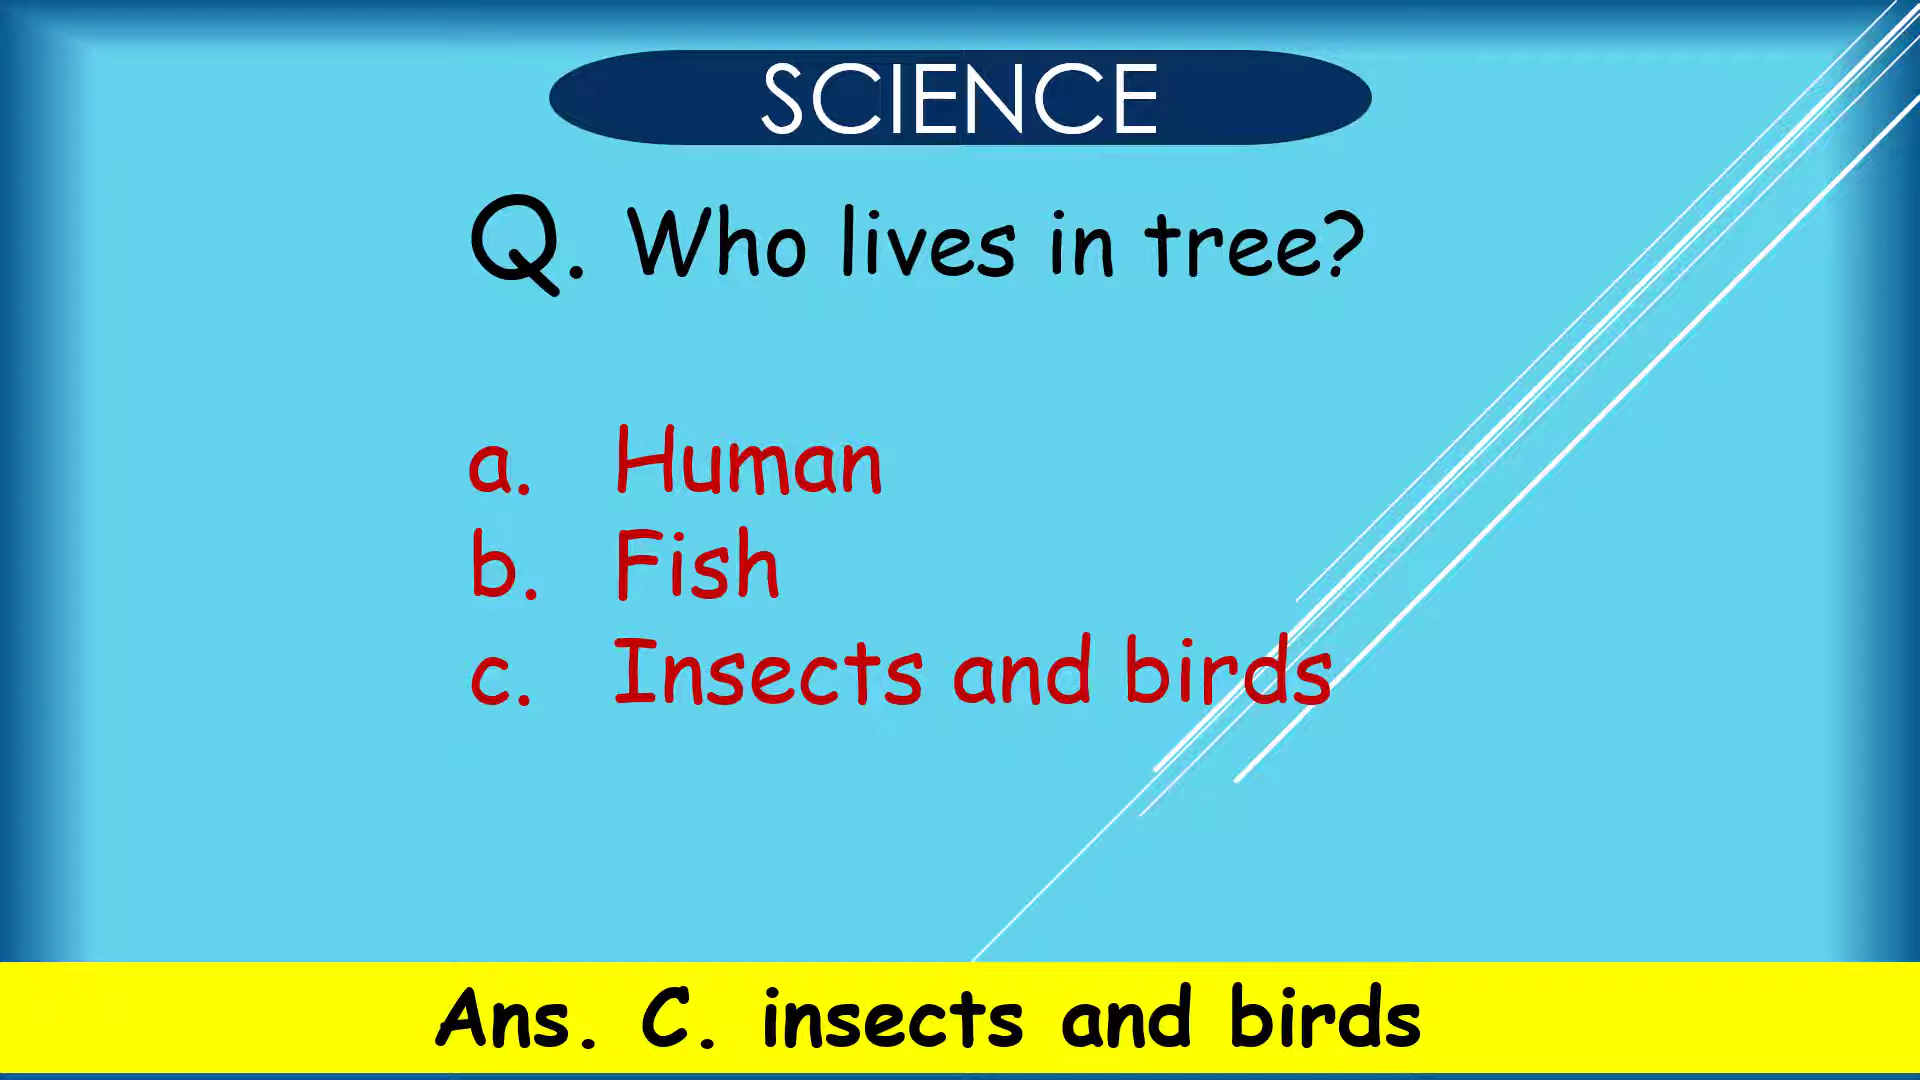 SCIENCE
Q. Who lives in tree?
a. Human
b. Fish
c. Insects and birds
Ans. C. insects and birds